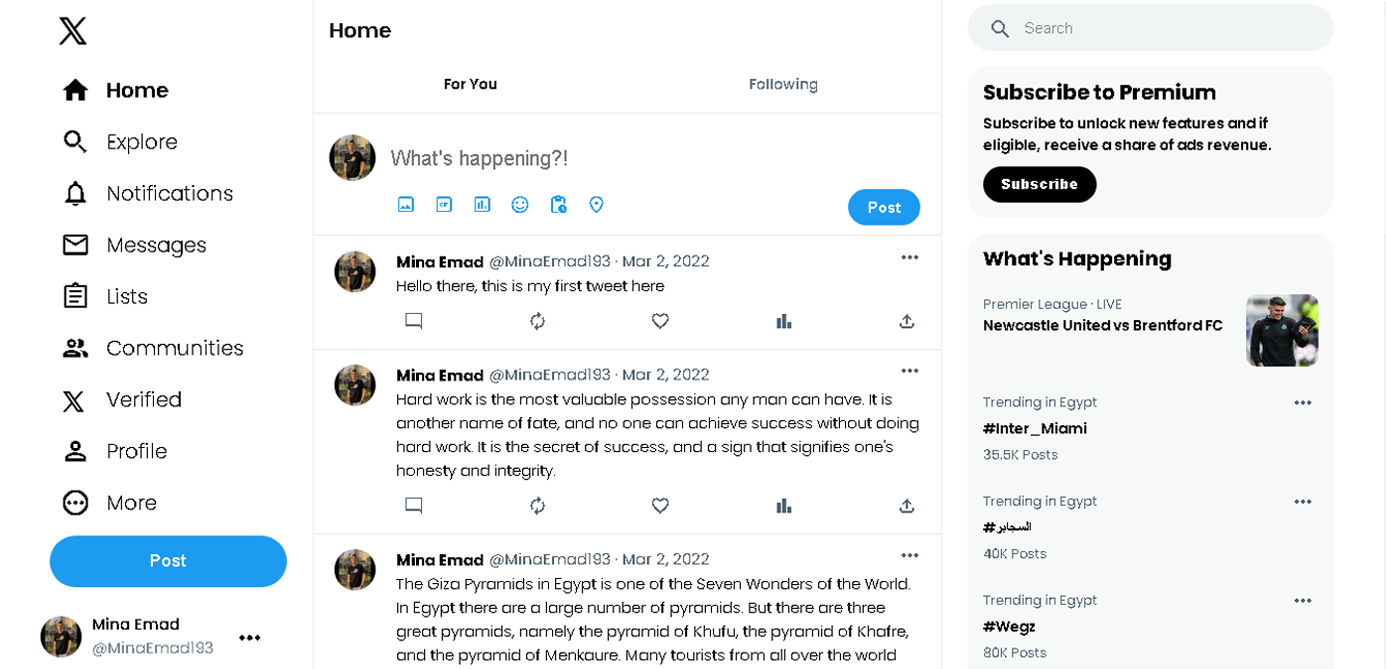 Home
Explore
Notifications
Messages
Lists
Communities
Verified
Profile
More
Post
Mina Emad
@MinaEmad193
Home
For You
Following
What's happening?!
GIF
Post
Mina Emad @MinaEmad193 · Mar 2, 2022
Hello there, this is my first tweet here
Mina Emad @MinaEmad193 · Mar 2, 2022
Hard work is the most valuable possession any man can have. It is
another name of fate, and no one can achieve success without doing
hard work. It is the secret of success, and a sign that signifies one's
honesty and integrity.
Mina Emad @MinaEmad193 · Mar 2, 2022
The Giza Pyramids in Egypt is one of the Seven Wonders of the World.
In Egypt there are a large number of pyramids. But there are three
great pyramids, namely the pyramid of Khufu, the pyramid of Khafre,
and the pyramid of Menkaure. Many tourists from all over the world
Search
Subscribe to Premium
Subscribe to unlock new features and if
eligible, receive a share of ads revenue.
Subscribe
What's Happening
Premier League · LIVE
Newcastle United vs Brentford FC
Trending in Egypt
#Inter_Miami
35.5K Posts
Trending in Egypt
#السجاير
40K Posts
Trending in Egypt
#Wegz
80K Posts